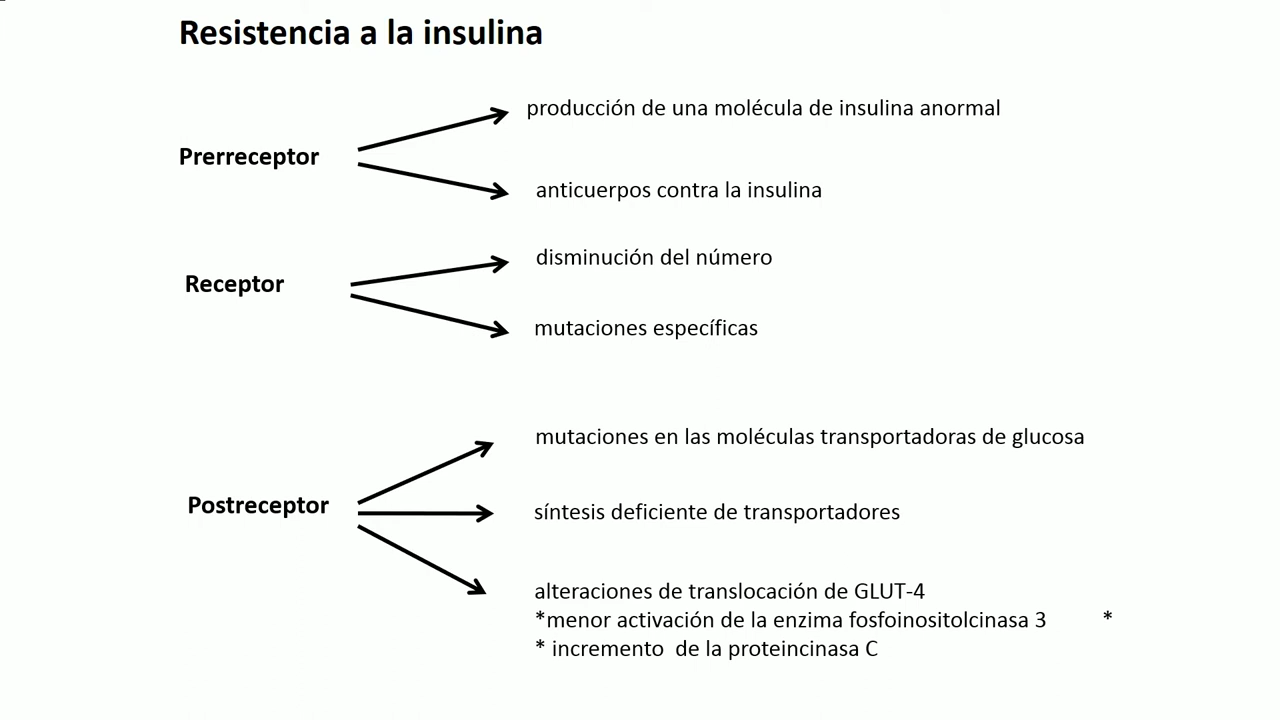 Resistencia a la insulina
Prerreceptor
producción de una molécula de insulina anormal
anticuerpos contra la insulina
Receptor
disminución del número
mutaciones específicas
Postreceptor
mutaciones en las moléculas transportadoras de glucosa
síntesis deficiente de transportadores
alteraciones de translocación de GLUT-4
*menor activación de la enzima fosfoinositolcinasa 3 *
* incremento de la proteincinasa C